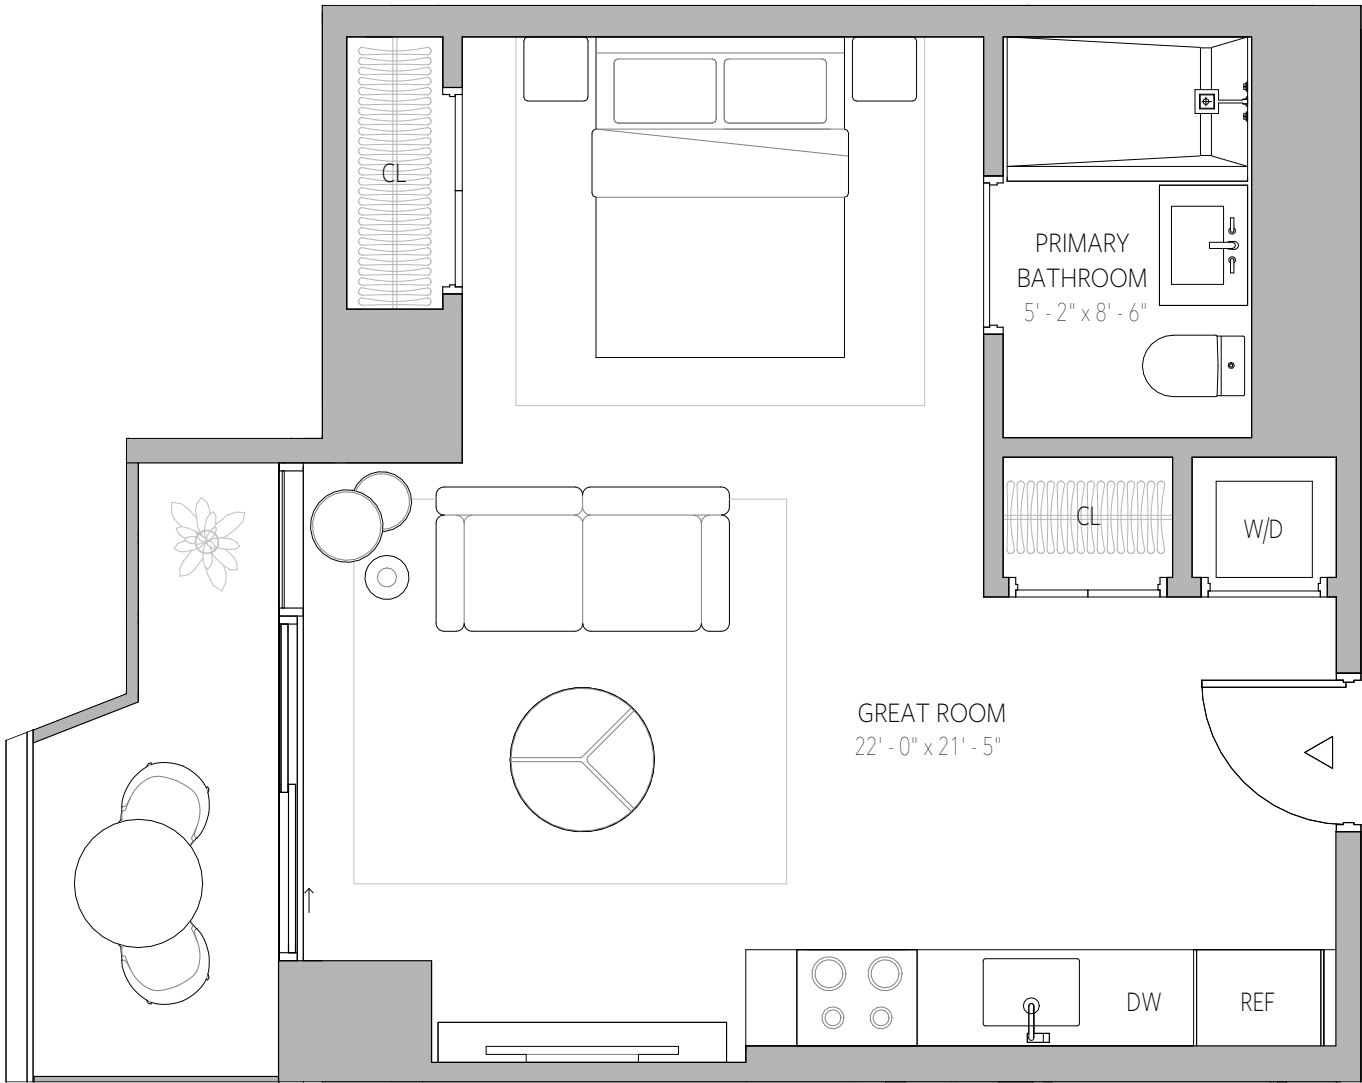 CL
PRIMARY
BATHROOM
5' - 2" x 8' - 6"
CL
W/D
GREAT ROOM
22' - 0" x 21' - 5"
DW
REF